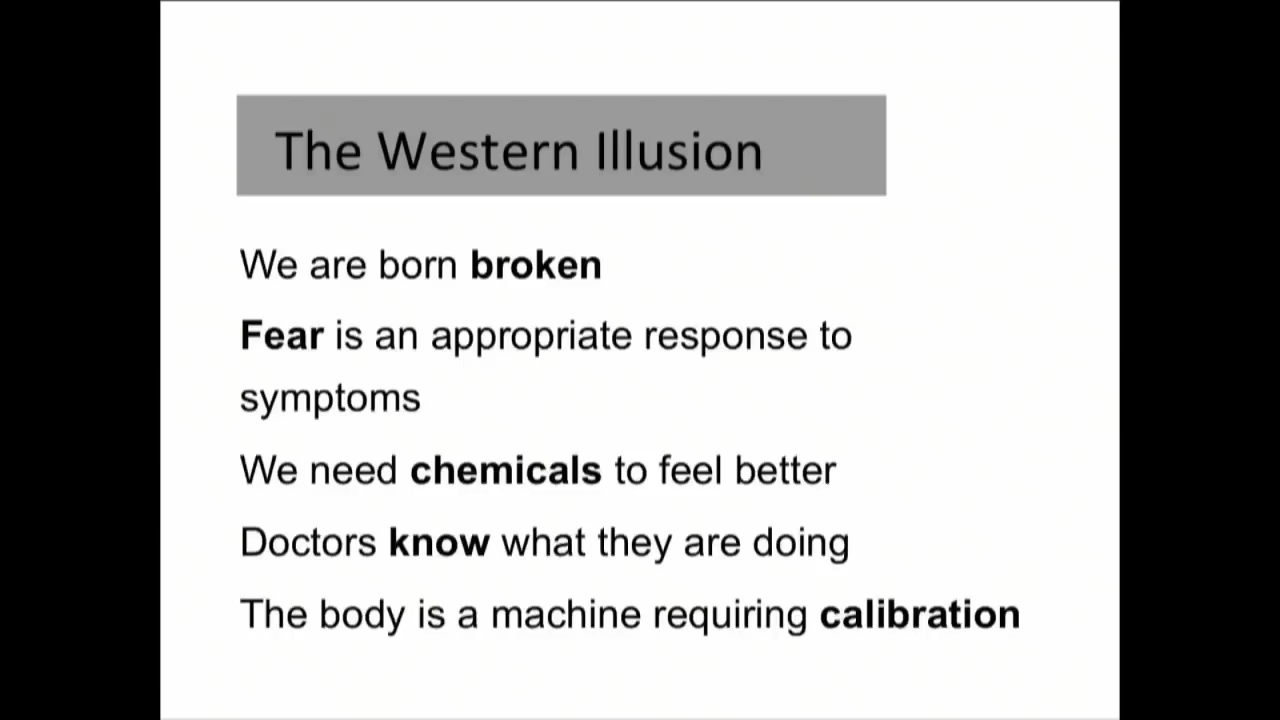 The Western Illusion
We are born broken
Fear is an appropriate response to
symptoms
We need chemicals to feel better
Doctors know what they are doing
The body is a machine requiring calibration